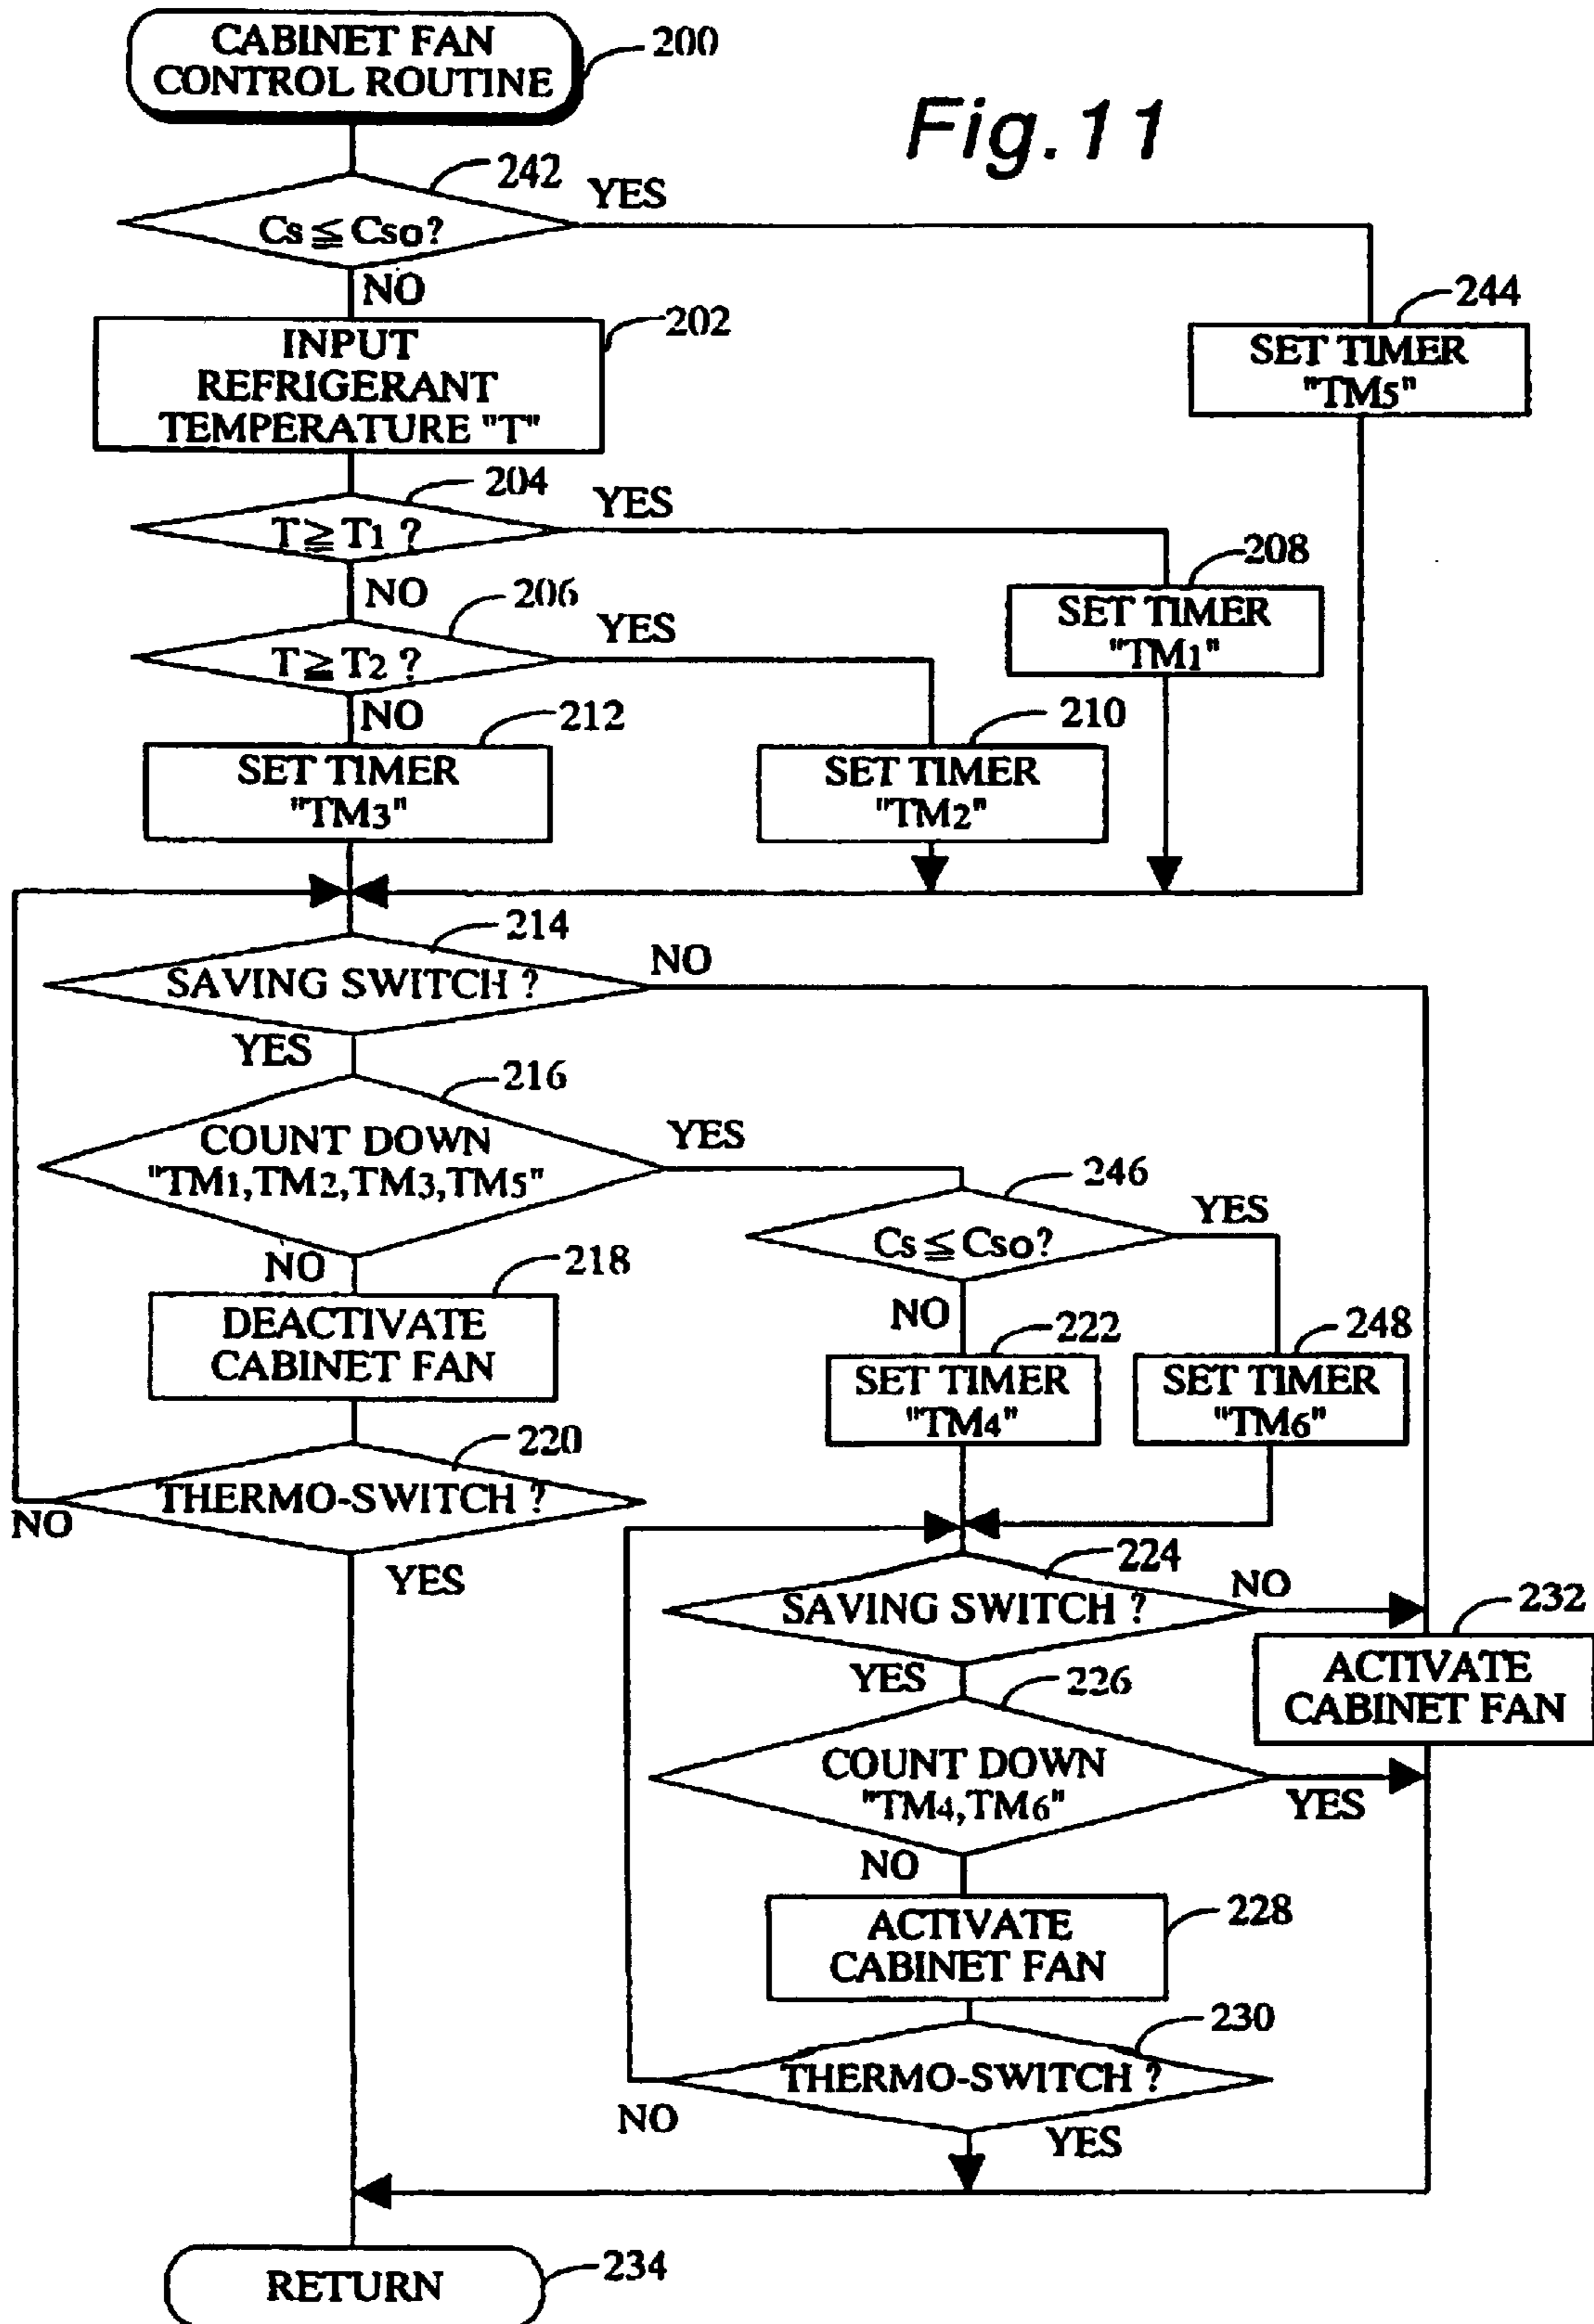 CABINET FAN
CONTROL ROUTINE
200
Fig.11
242
YES
Cs≦Cso?
NO
202
INPUT
REFRIGERANT
TEMPERATURE "T"
244
SET TIMER
"TM5"
204
YES
T≧T1 ?
208
NO
206
SET TIMER
"TM1"
YES
T≧T2 ?
NO
212
210
SET TIMER
"TM3"
SET TIMER
"TM2"
214
NO
SAVING SWITCH ?
YES
216
COUNT DOWN
"TM1,TM2,TM3,TM5"
YES
246
YES
Cs≦Cso?
NO
218
NO
222
248
DEACTIVATE
CABINET FAN
SET TIMER
"TM4"
SET TIMER
"TM6"
220
THERMO-SWITCH ?
NO
YES
224
NO
SAVING SWITCH ?
232
YES
226
ACTIVATE
CABINET FAN
COUNT DOWN
"TM4,TM6"
YES
NO
228
ACTIVATE
CABINET FAN
230
THERMO-SWITCH ?
NO
YES
RETURN
234